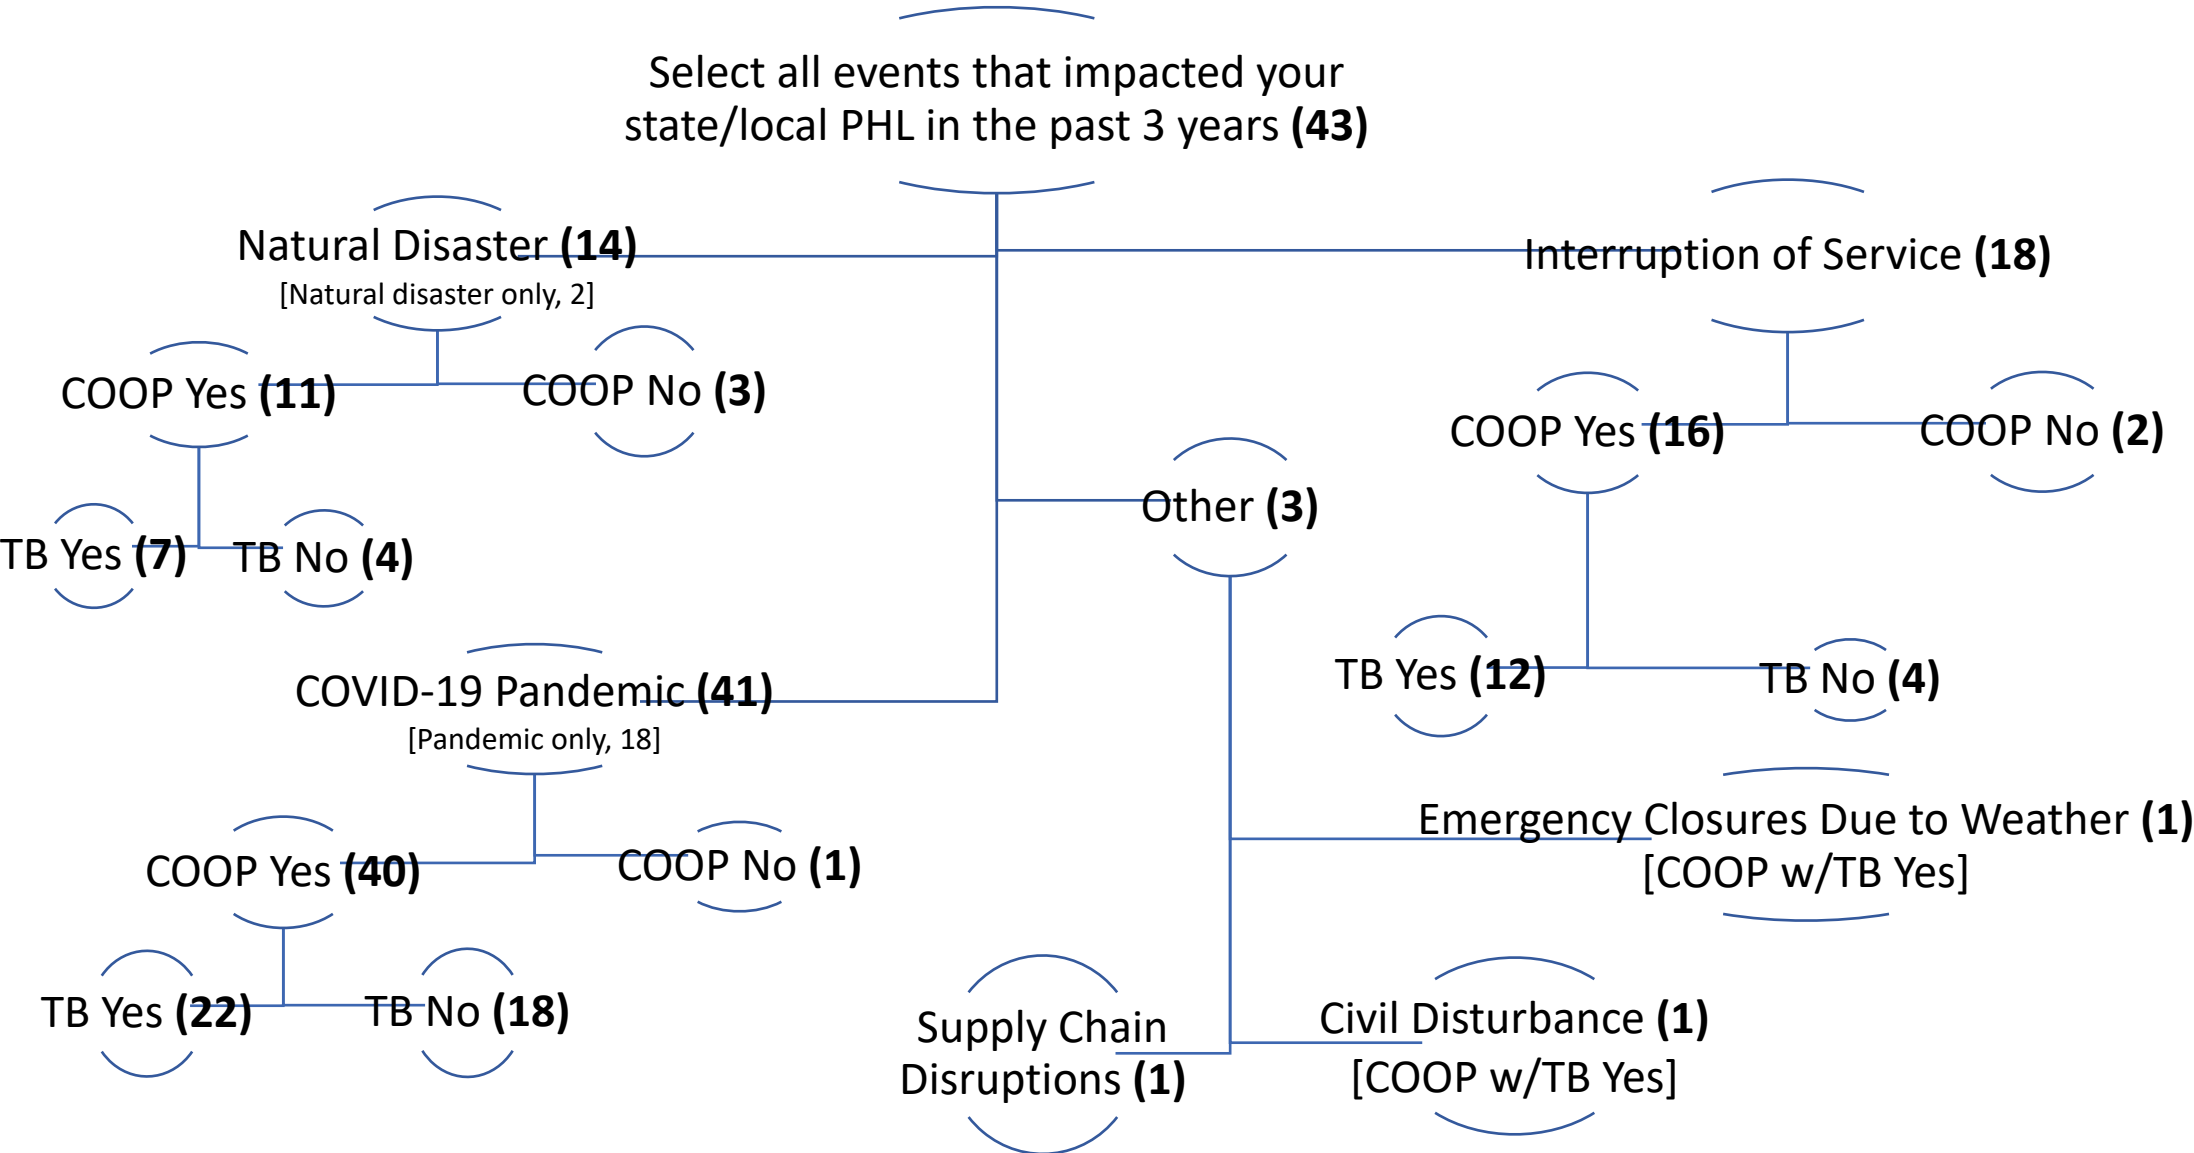 Select all events that impacted your
state/local PHL in the past 3 years (43)
Natural Disaster (14)
[Natural disaster only, 2]
COOP Yes (11)
COOP No (3)
TB Yes (7)
TB No (4)
Interruption of Service (18)
COOP Yes (16)
COOP No (2)
TB Yes (12)
TB No (4)
Other (3)
Emergency Closures Due to Weather (1)
[COOP w/TB Yes]
Supply Chain
Disruptions (1)
Civil Disturbance (1)
[COOP w/TB Yes]
COVID-19 Pandemic (41)
[Pandemic only, 18]
COOP Yes (40)
COOP No (1)
TB Yes (22)
TB No (18)